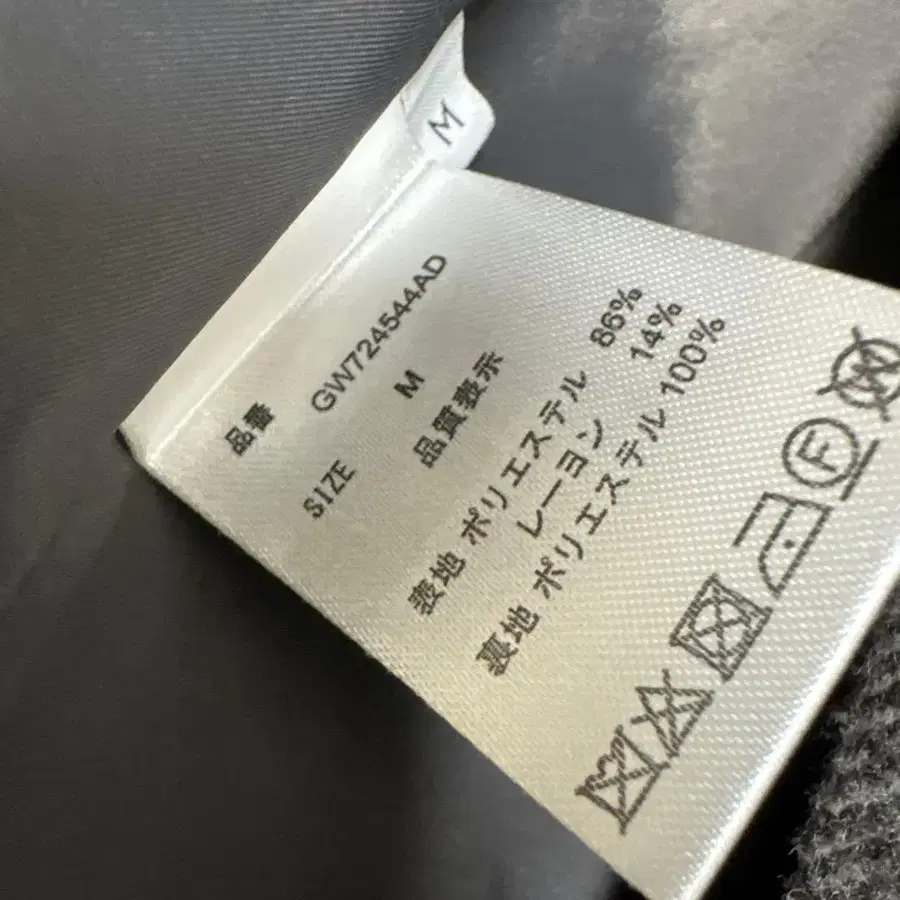 M
品番 GW724544AD
SIZE M
品質表示
表地 ポリエステル 86%
レーヨン 14%
裏地 ポリエステル 100%
F
W